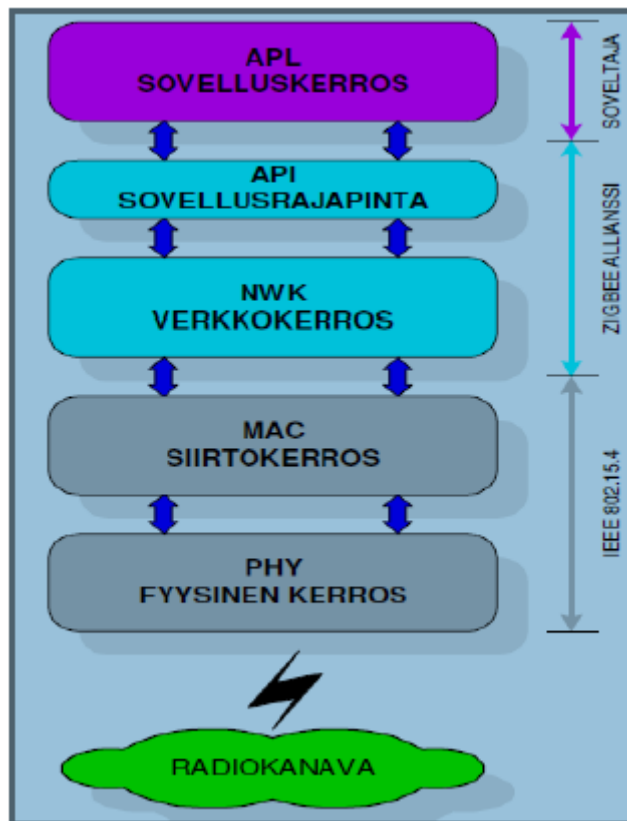 APL
SOVELLUSKERROS
SOVELTAJA
API
SOVELLUSRAJAPINTA
ZIGBEE ALLIANSSI
NWK
VERKKOKERROS
MAC
SIIRTOKERROS
IEEE 802.15.4
PHY
FYYSINEN KERROS
RADIOKANAVA